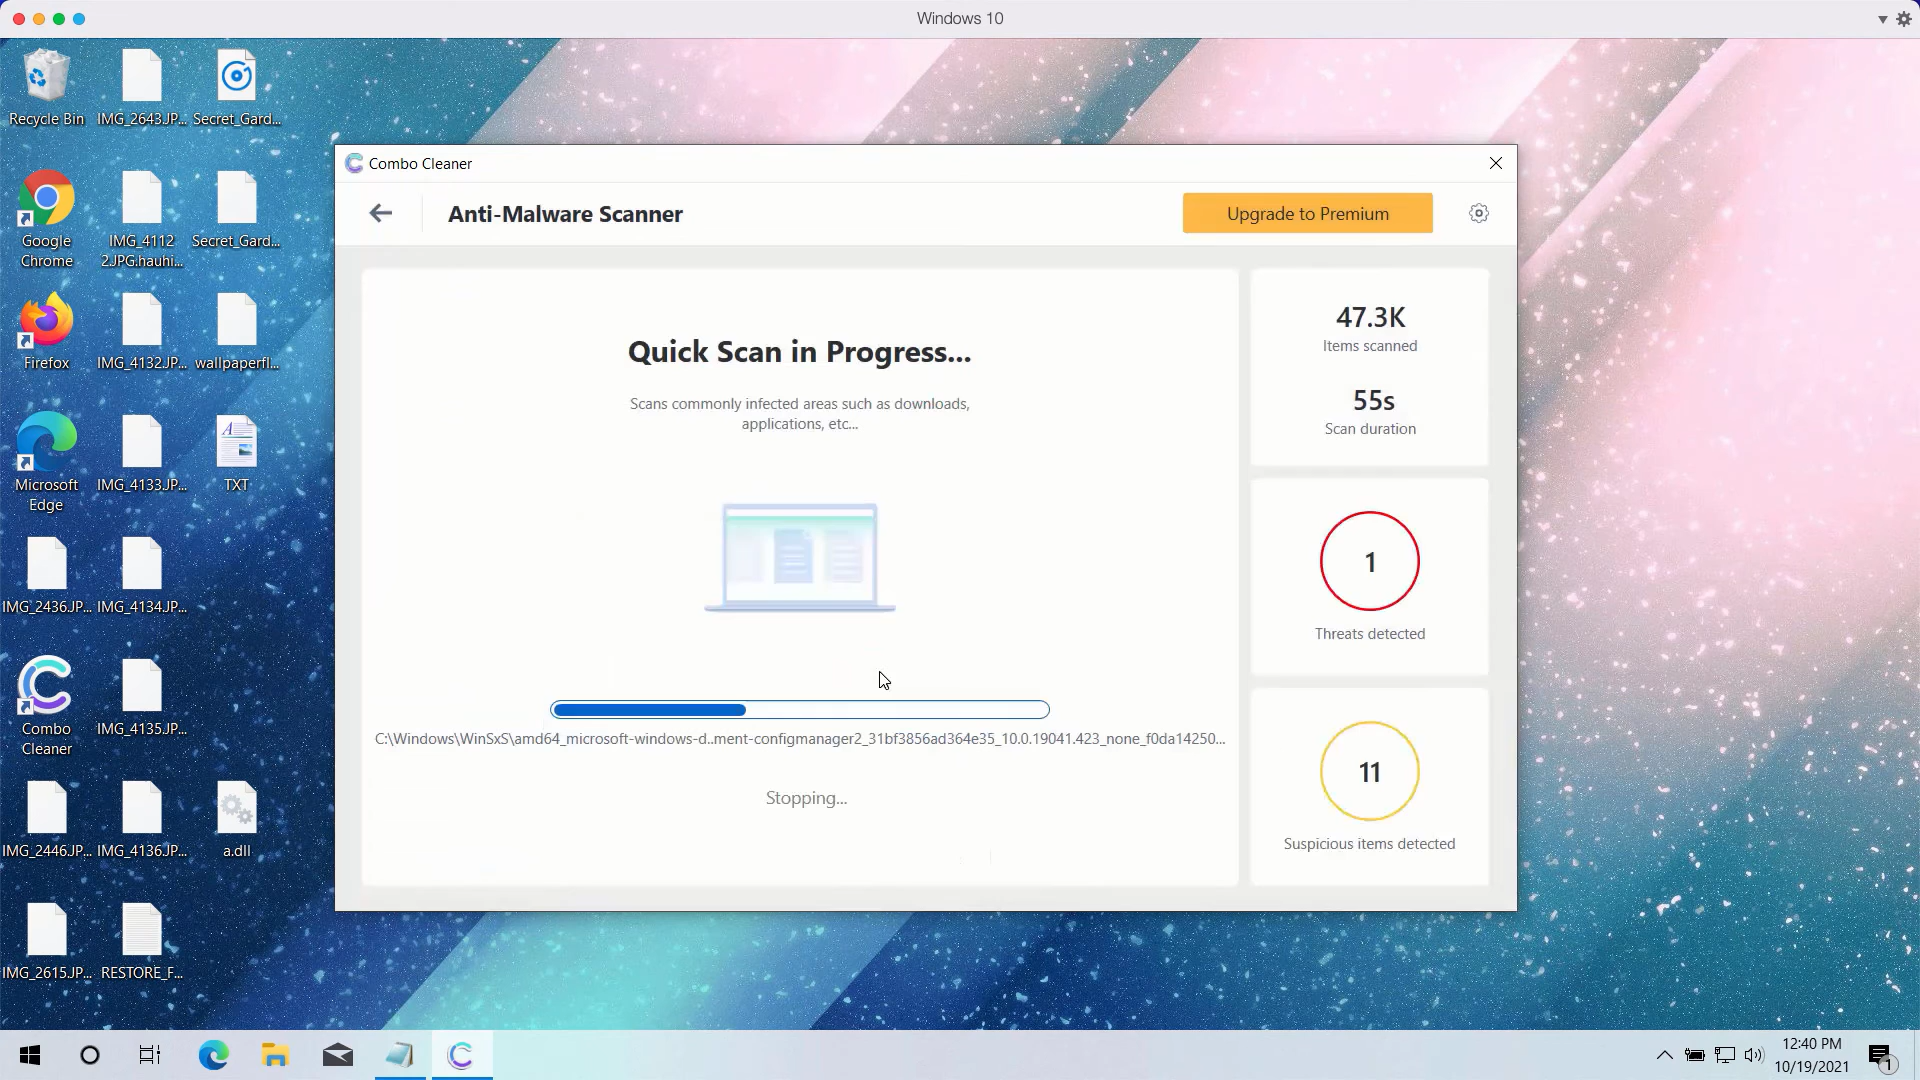 Windows 10
Recycle Bin
IMG_2643.JP...
Secret_Gard...
Google
Chrome
IMG_4112
2.JPG.hauhi...
Secret_Gard...
Firefox
IMG_4132.JP...
wallpaperfl...
Microsoft
Edge
IMG_4133.JP...
TXT
IMG_2436.JP...
IMG_4134.JP...
Combo
Cleaner
IMG_4135.JP...
IMG_2446.JP...
IMG_4136.JP...
a.dll
IMG_2615.JP...
RESTORE_F...
Combo Cleaner
Anti-Malware Scanner
Upgrade to Premium
Quick Scan in Progress...
Scans commonly infected areas such as downloads,
applications, etc...
C:\Windows\WinSxS\amd64_microsoft-windows-d..ment-configmanager2_31bf3856ad364e35_10.0.19041.423_none_f0da14250...
Stopping...
47.3K
Items scanned
55s
Scan duration
1
Threats detected
11
Suspicious items detected
12:40 PM
10/19/2021
1